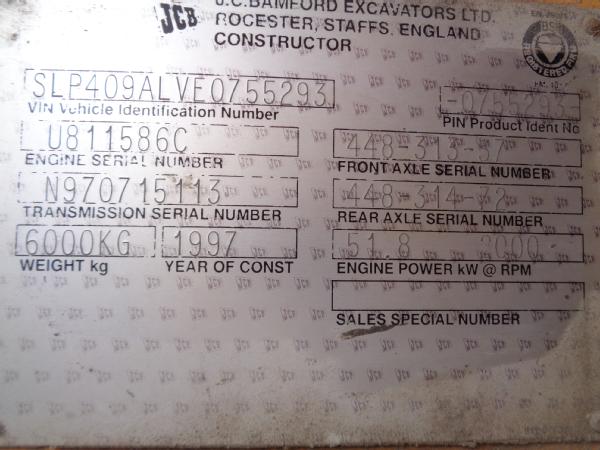 JCB
J.C.BAMFORD EXCAVATORS LTD.
ROCESTER, STAFFS. ENGLAND
CONSTRUCTOR
SLP409ALVE0755293
VIN Vehicle Identification Number
-0755293
PIN Product Ident No
U811586C
ENGINE SERIAL NUMBER
448-313-37
FRONT AXLE SERIAL NUMBER
N970715113
TRANSMISSION SERIAL NUMBER
448-314-32
REAR AXLE SERIAL NUMBER
6000KG
WEIGHT kg
1997
YEAR OF CONST
51.8 2000
ENGINE POWER kW @ RPM
SALES SPECIAL NUMBER